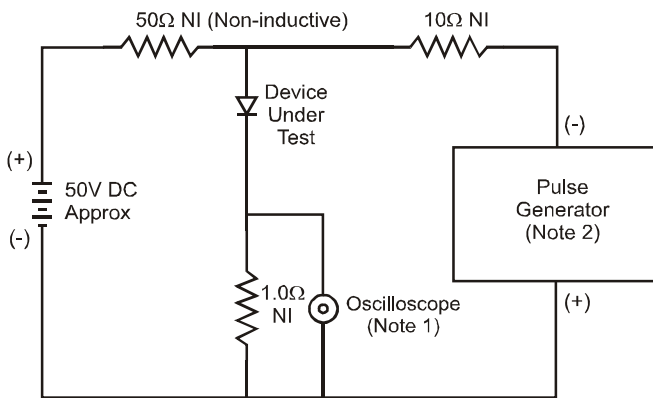 50Ω NI (Non-inductive)
10Ω NI
Device
Under
Test
(-)
(+)
50V DC
Approx
(-)
Pulse
Generator
(Note 2)
1.0Ω
NI
Oscilloscope
(Note 1)
(+)